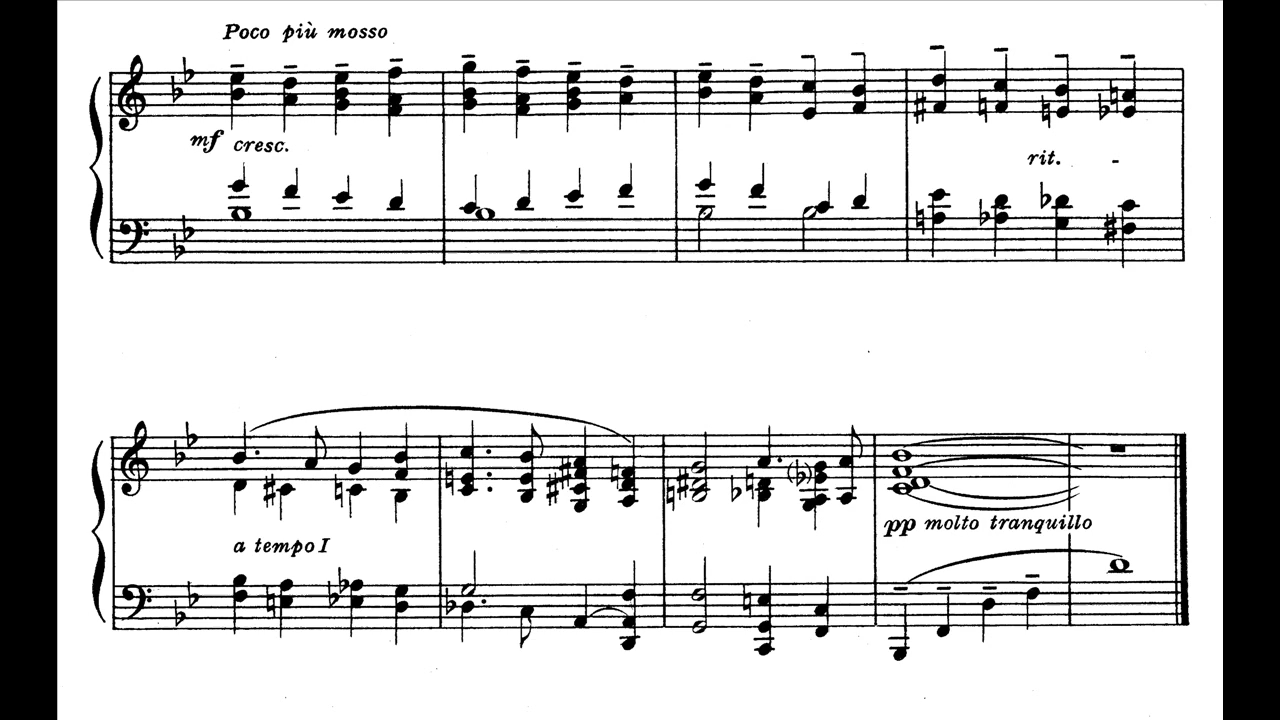 Poco più mosso
mf cresc.
rit. -
a tempo I
pp molto tranquillo